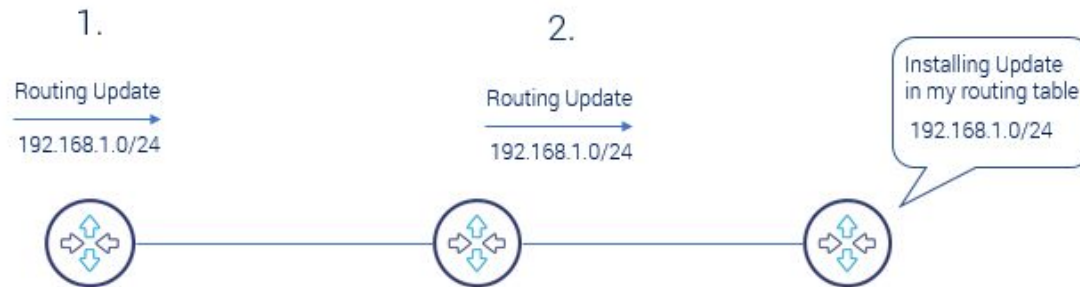 1.
Routing Update
192.168.1.0/24
2.
Routing Update
192.168.1.0/24
Installing Update
in my routing table
192.168.1.0/24